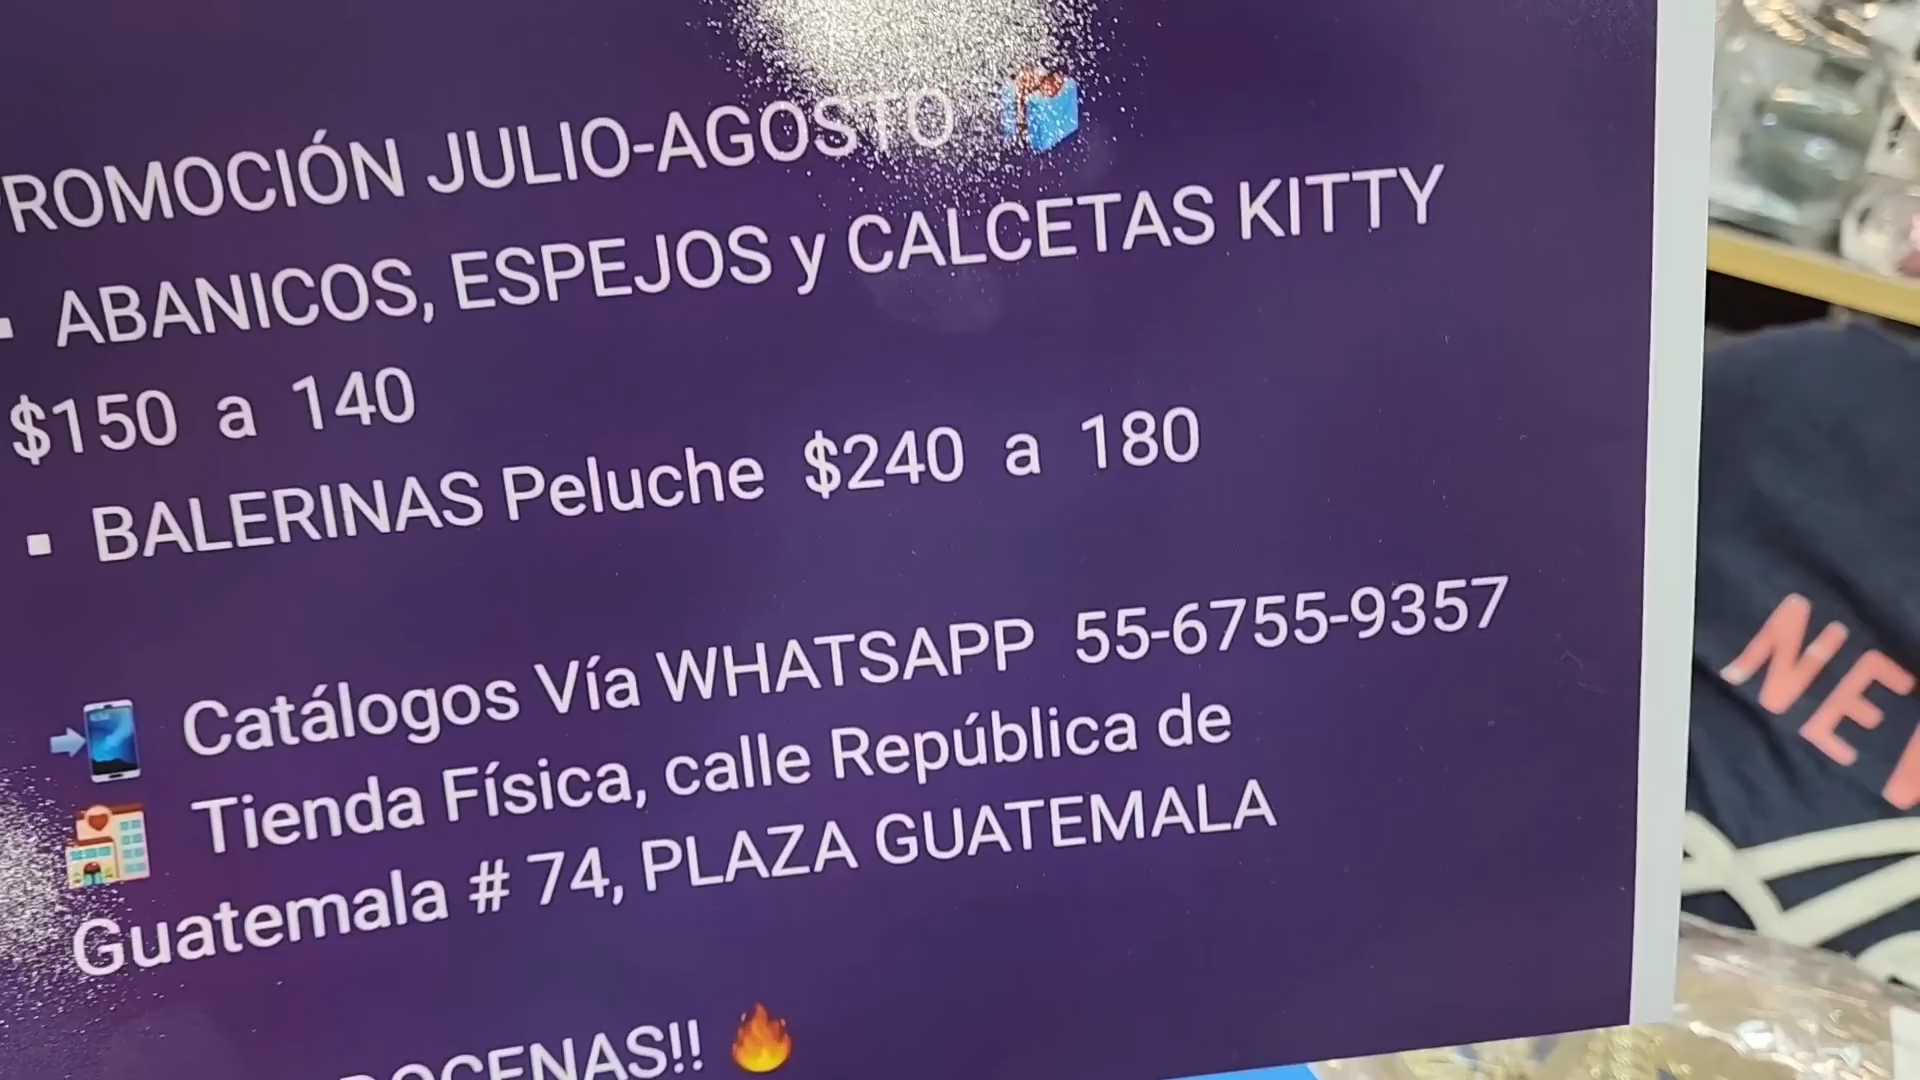 PROMOCIÓN JULIO-AGOSTO 🛍
▪ ABANICOS, ESPEJOS y CALCETAS KITTY
$150 a 140
▪ BALERINAS Peluche $240 a 180
📲 Catálogos Vía WHATSAPP 55-6755-9357
🏩 Tienda Física, calle República de
Guatemala # 74, PLAZA GUATEMALA
DOCENAS!! 🔥